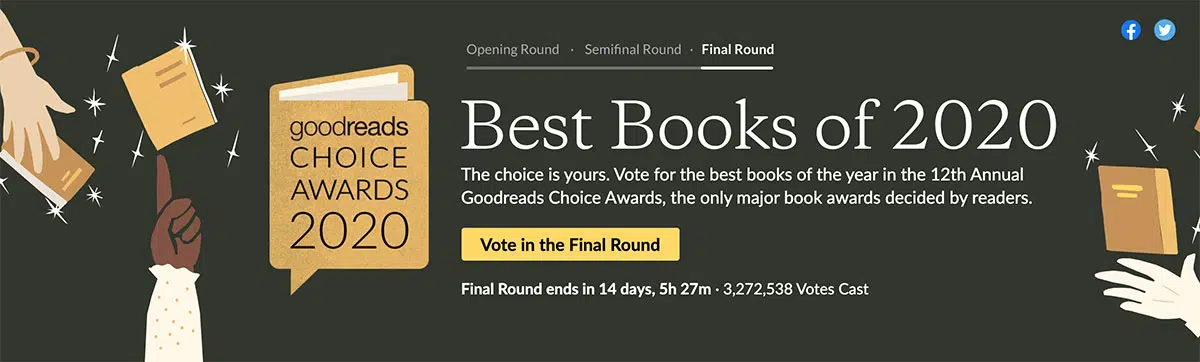 Opening Round · Semifinal Round · Final Round
goodreads
CHOICE
AWARDS
2020
Best Books of 2020
The choice is yours. Vote for the best books of the year in the 12th Annual
Goodreads Choice Awards, the only major book awards decided by readers.
Vote in the Final Round
Final Round ends in 14 days, 5h 27m · 3,272,538 Votes Cast